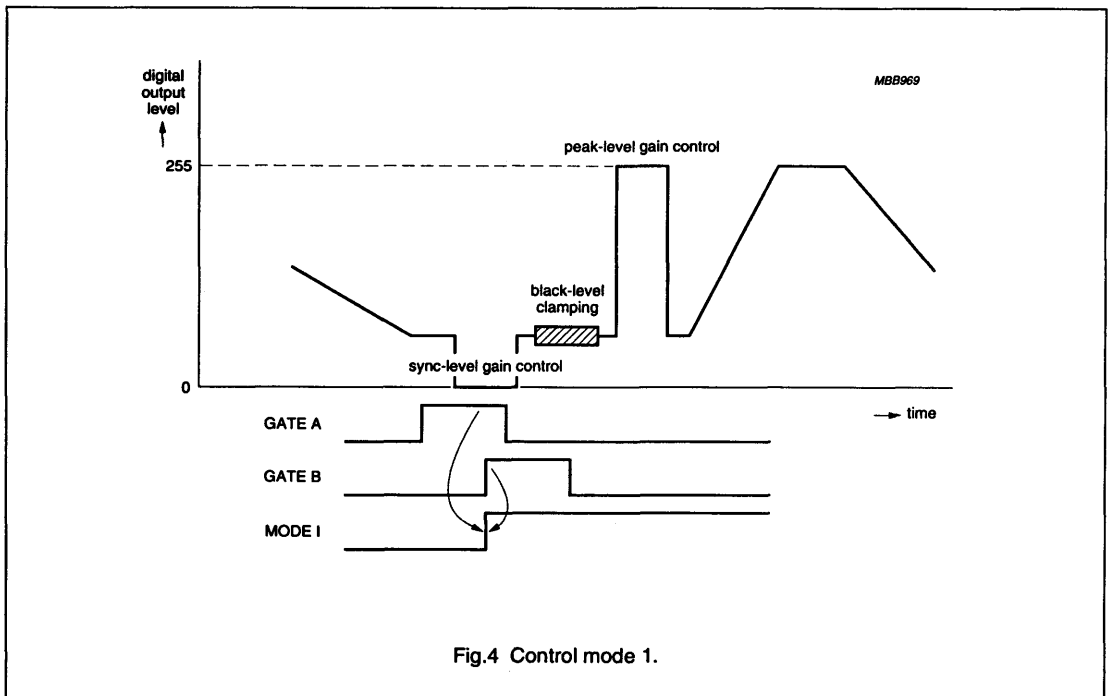 digital
output
level
MBB969
peak-level gain control
255
black-level
clamping
sync-level gain control
0
time
GATE A
GATE B
MODE I
Fig.4 Control mode 1.